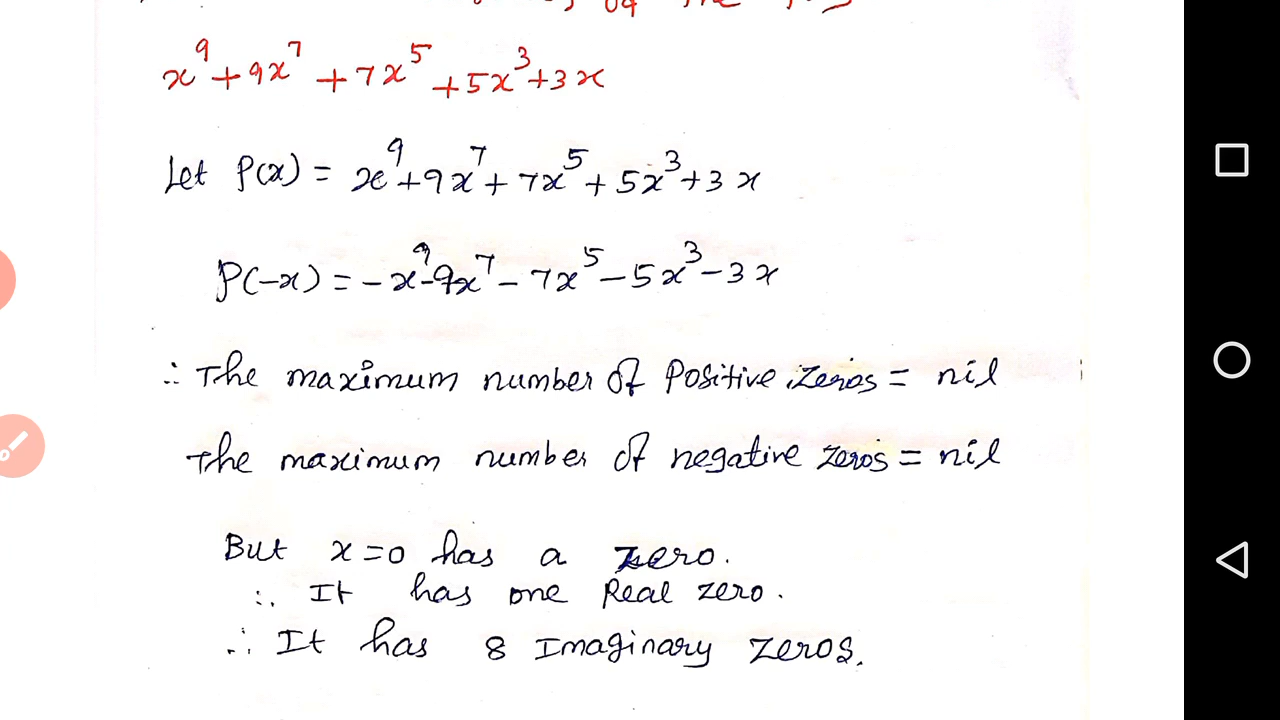 of the
x⁹ + 9x⁷ + 7x⁵ + 5x³ + 3x
Let P(x) = x⁹ + 9x⁷ + 7x⁵ + 5x³ + 3x
P(-x) = -x⁹ - 9x⁷ - 7x⁵ - 5x³ - 3x
∴ The maximum number of Positive zeros = nil
The maximum number of negative zeros = nil
But x = 0 has a zero.
∴ It has one Real zero.
∴ It has 8 Imaginary zeros.